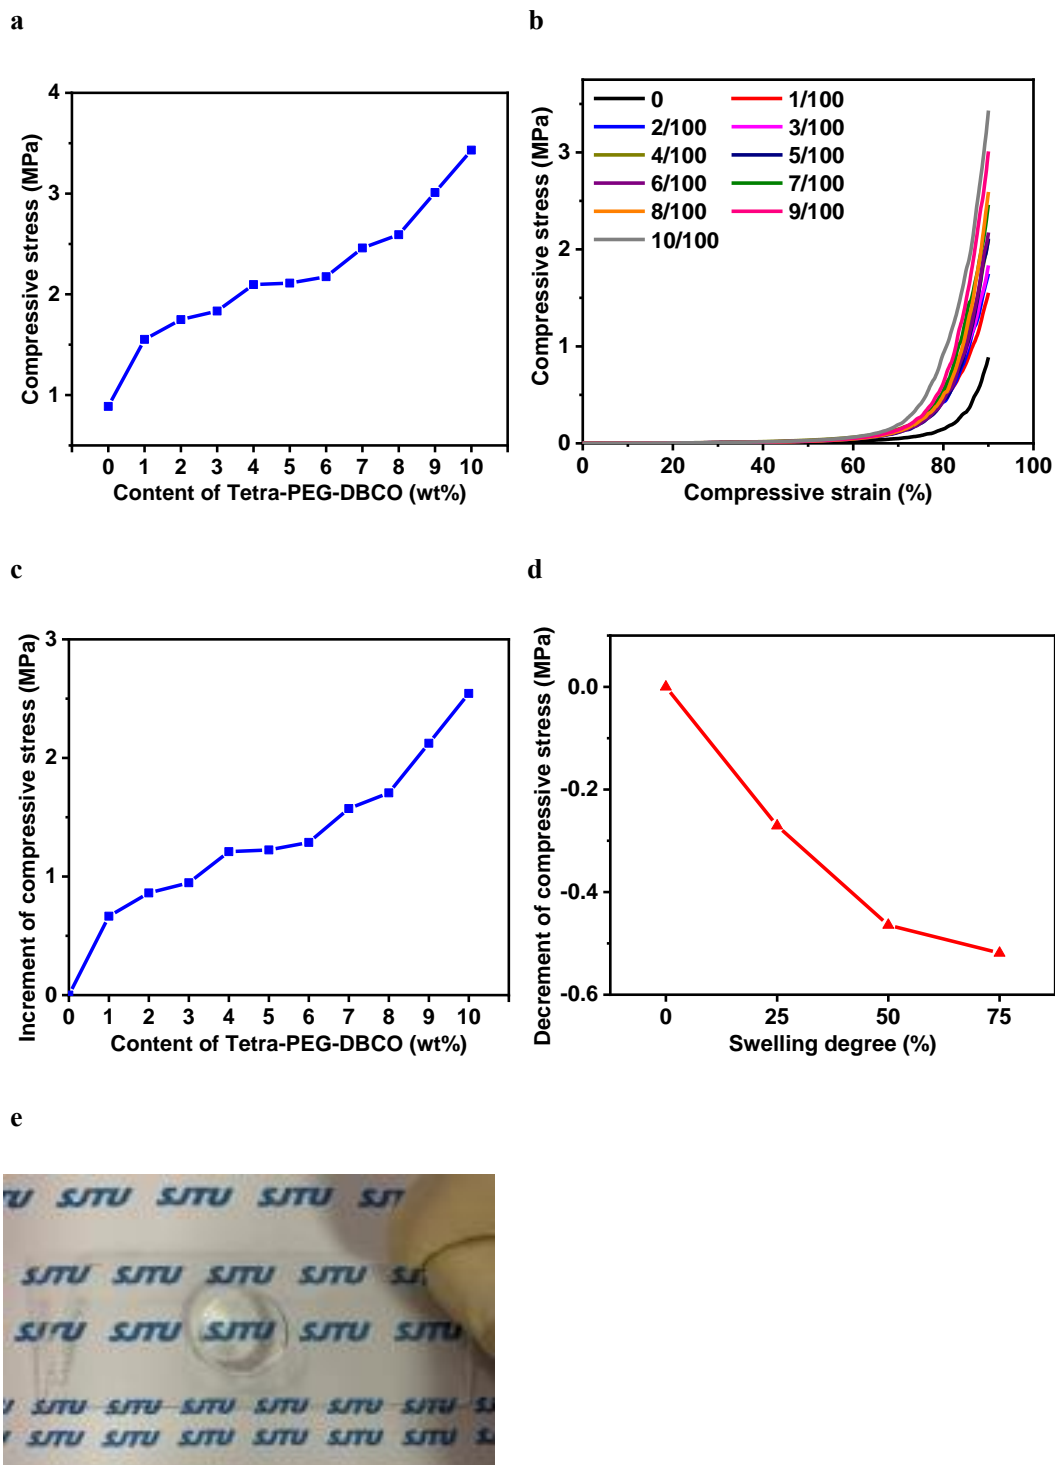 a
4
3
2
1
0 1 2 3 4 5 6 7 8 9 10
Content of Tetra-PEG-DBCO (wt%)
Compressive stress (MPa)
b
0
1/100
2/100
3/100
4/100
5/100
6/100
7/100
8/100
9/100
10/100
3
2
1
0
0 20 40 60 80 100
Compressive strain (%)
Compressive stress (MPa)
c
3
2
1
0
0 1 2 3 4 5 6 7 8 9 10
Content of Tetra-PEG-DBCO (wt%)
Increment of compressive stress (MPa)
d
0.0
-0.2
-0.4
-0.6
0 25 50 75
Swelling degree (%)
Decrement of compressive stress (MPa)
e
TU SJTU SJTU SJTU SJT
SJTU SJTU SJTU SJTU SJ
SJTU SJTU SJTU SJTU SJTU
SJTU SJTU SJTU SJTU SJTU SJTU
SJTU SJTU SJTU SJTU SJTU SJTU